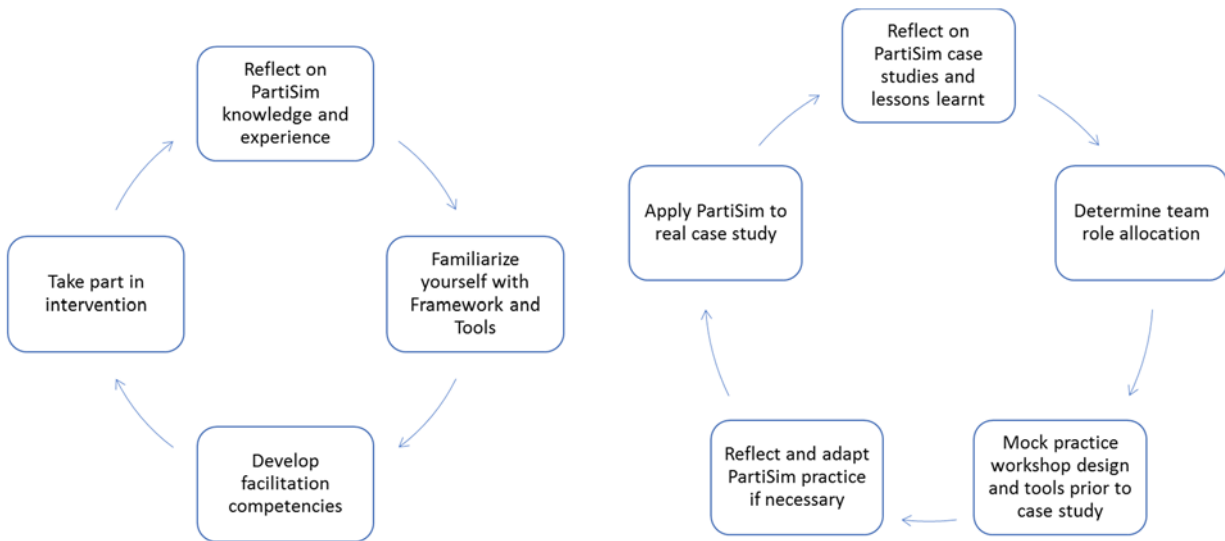 Reflect on
PartiSim
knowledge and
experience
Familiarize
yourself with
Framework and
Tools
Develop
facilitation
competencies
Take part in
intervention
Reflect on
PartiSim case
studies and
lessons learnt
Determine team
role allocation
Mock practice
workshop design
and tools prior to
case study
Reflect and adapt
PartiSim practice
if necessary
Apply PartiSim to
real case study